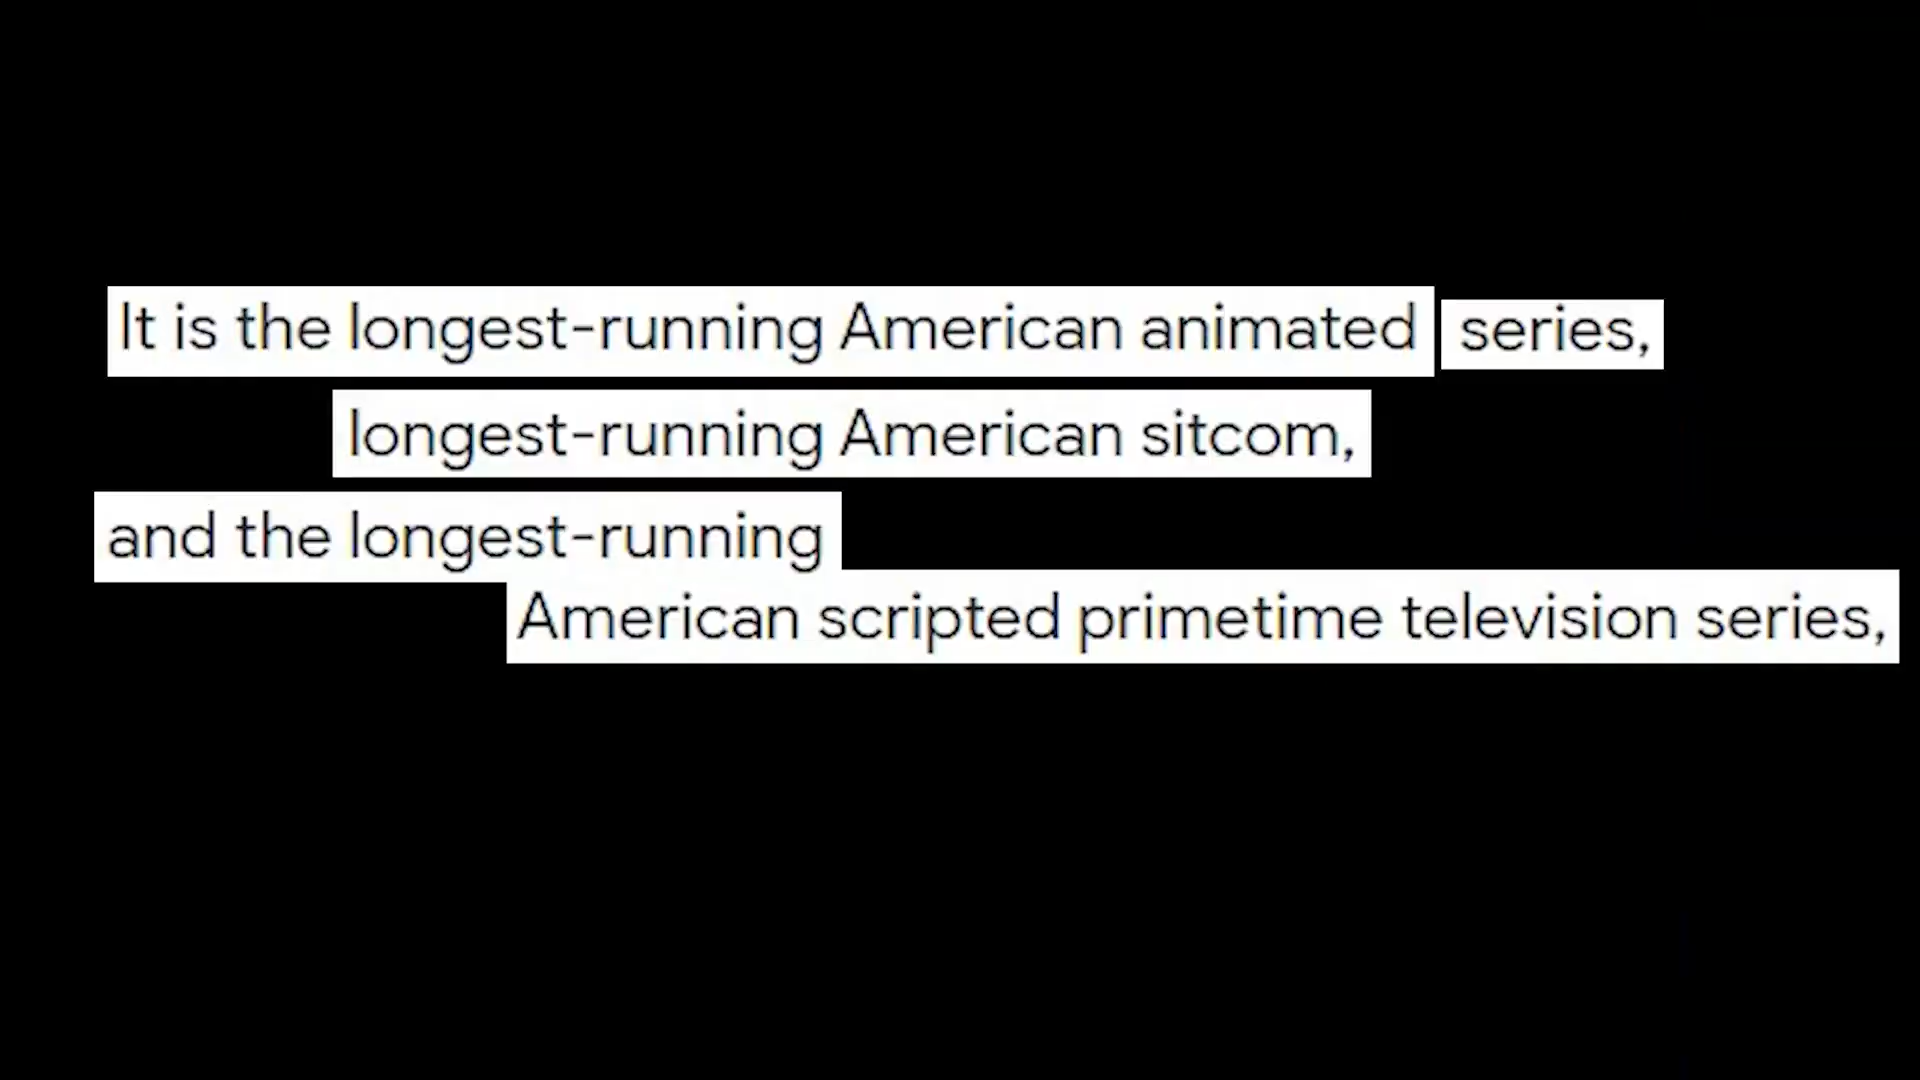 It is the longest-running American animated series,
longest-running American sitcom,
and the longest-running
American scripted primetime television series,